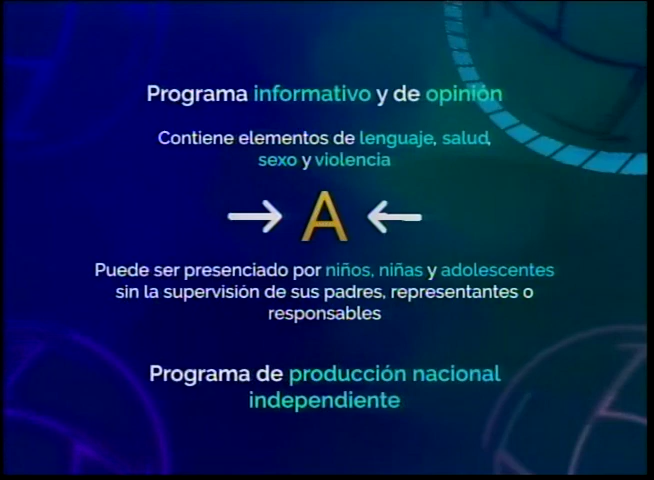 Programa informativo y de opinión
Contiene elementos de lenguaje, salud,
sexo y violencia
→ A ←
Puede ser presenciado por niños, niñas y adolescentes
sin la supervisión de sus padres, representantes o
responsables
Programa de producción nacional
independiente